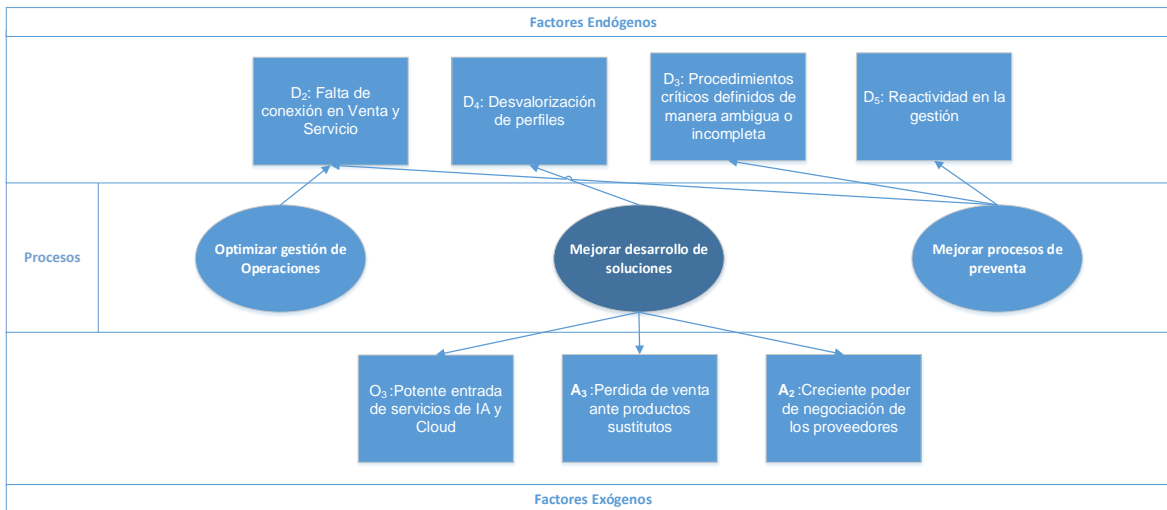 Factores Endógenos
D₂: Falta de
conexión en Venta y
Servicio
D₄: Desvalorización
de perfiles
D₃: Procedimientos
críticos definidos de
manera ambigua o
incompleta
D₅: Reactividad en la
gestión
Procesos
Optimizar gestión de
Operaciones
Mejorar desarrollo de
soluciones
Mejorar procesos de
preventa
O₃ :Potente entrada
de servicios de IA y
Cloud
A₃ :Perdida de venta
ante productos
sustitutos
A₂ :Creciente poder
de negociación de
los proveedores
Factores Exógenos